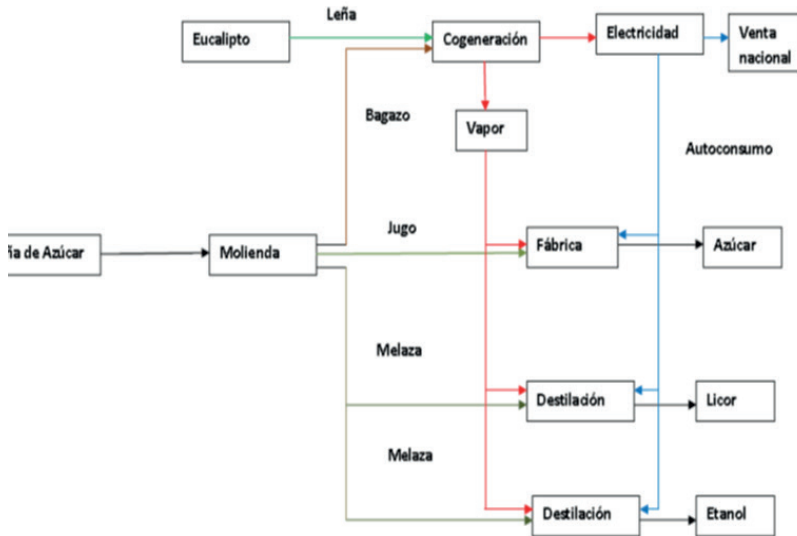 Leña
Eucalipto
Cogeneración
Electricidad
Venta
nacional
Bagazo
Vapor
Autoconsumo
Jugo
ña de Azúcar
Molienda
Fábrica
Azúcar
Melaza
Destilación
Licor
Melaza
Destilación
Etanol